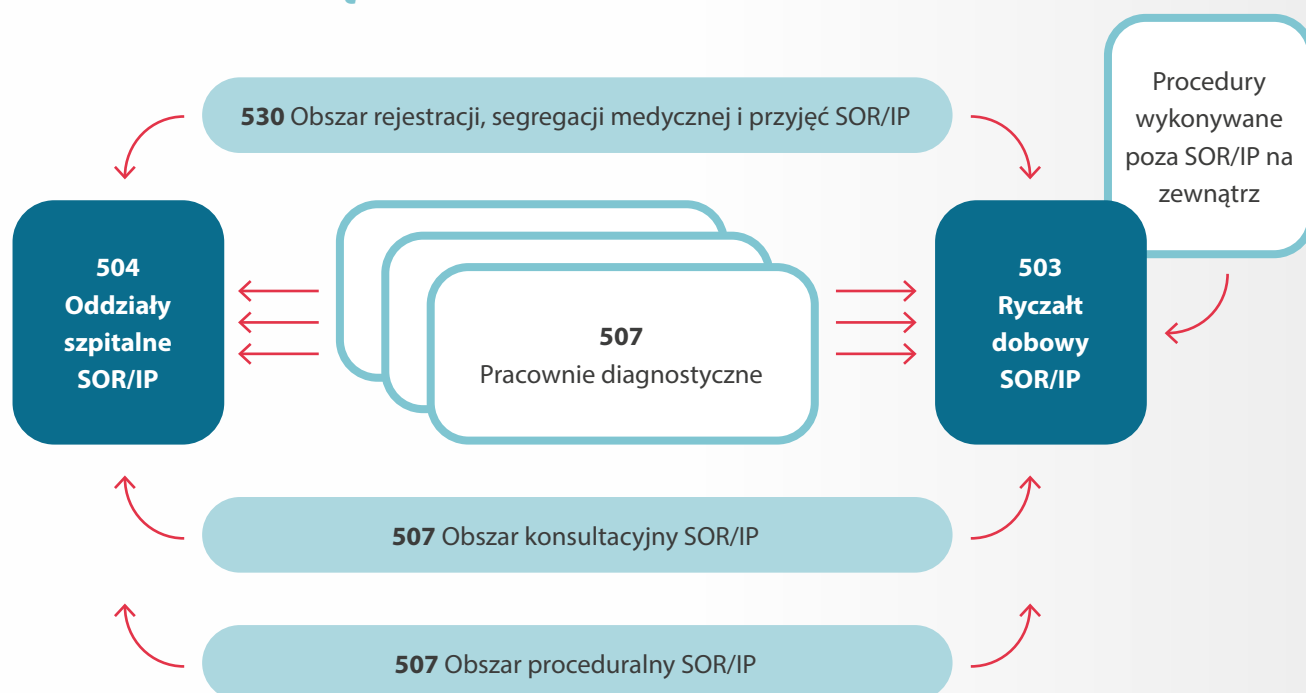 530 Obszar rejestracji, segregacji medycznej i przyjęć SOR/IP
Procedury
wykonywane
poza SOR/IP na
zewnątrz
504
Oddziały
szpitalne
SOR/IP
507
Pracownie diagnostyczne
503
Ryczałt
dobowy
SOR/IP
507 Obszar konsultacyjny SOR/IP
507 Obszar proceduralny SOR/IP